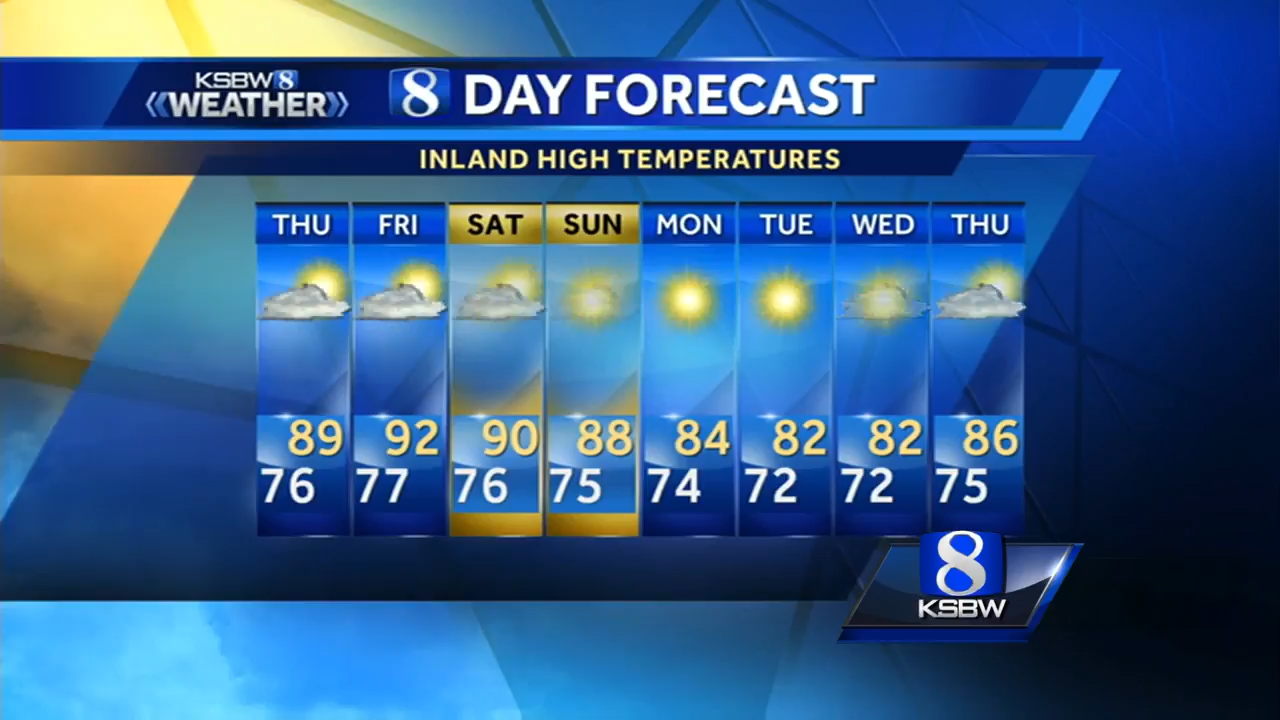 KSBW 8
WEATHER
8 DAY FORECAST
INLAND HIGH TEMPERATURES
THU FRI SAT SUN MON TUE WED THU
89 92 90 88 84 82 82 86
76 77 76 75 74 72 72 75
8
KSBW